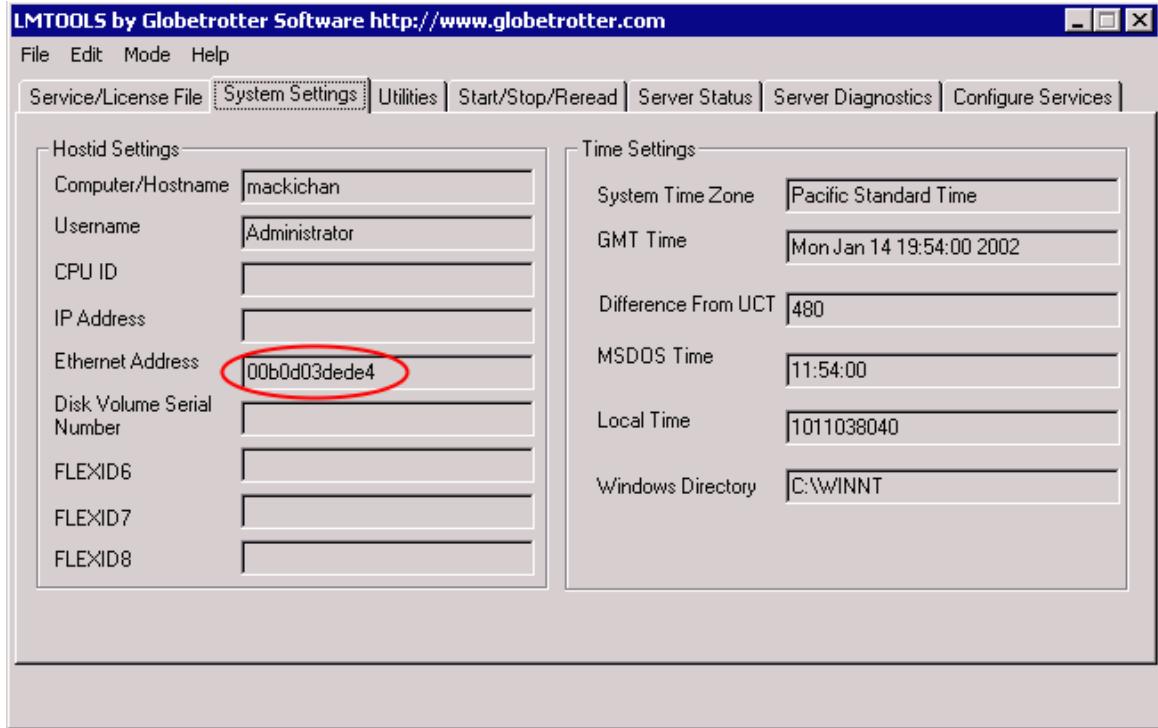 LMTOOLS by Globetrotter Software http://www.globetrotter.com
File Edit Mode Help
Service/License File System Settings Utilities Start/Stop/Reread Server Status Server Diagnostics Configure Services
Hostid Settings
Computer/Hostname mackichan
Username Administrator
CPU ID
IP Address
Ethernet Address 00b0d03dede4
Disk Volume Serial
Number
FLEXID6
FLEXID7
FLEXID8
Time Settings
System Time Zone Pacific Standard Time
GMT Time Mon Jan 14 19:54:00 2002
Difference From UCT 480
MSDOS Time 11:54:00
Local Time 1011038040
Windows Directory C:\WINNT